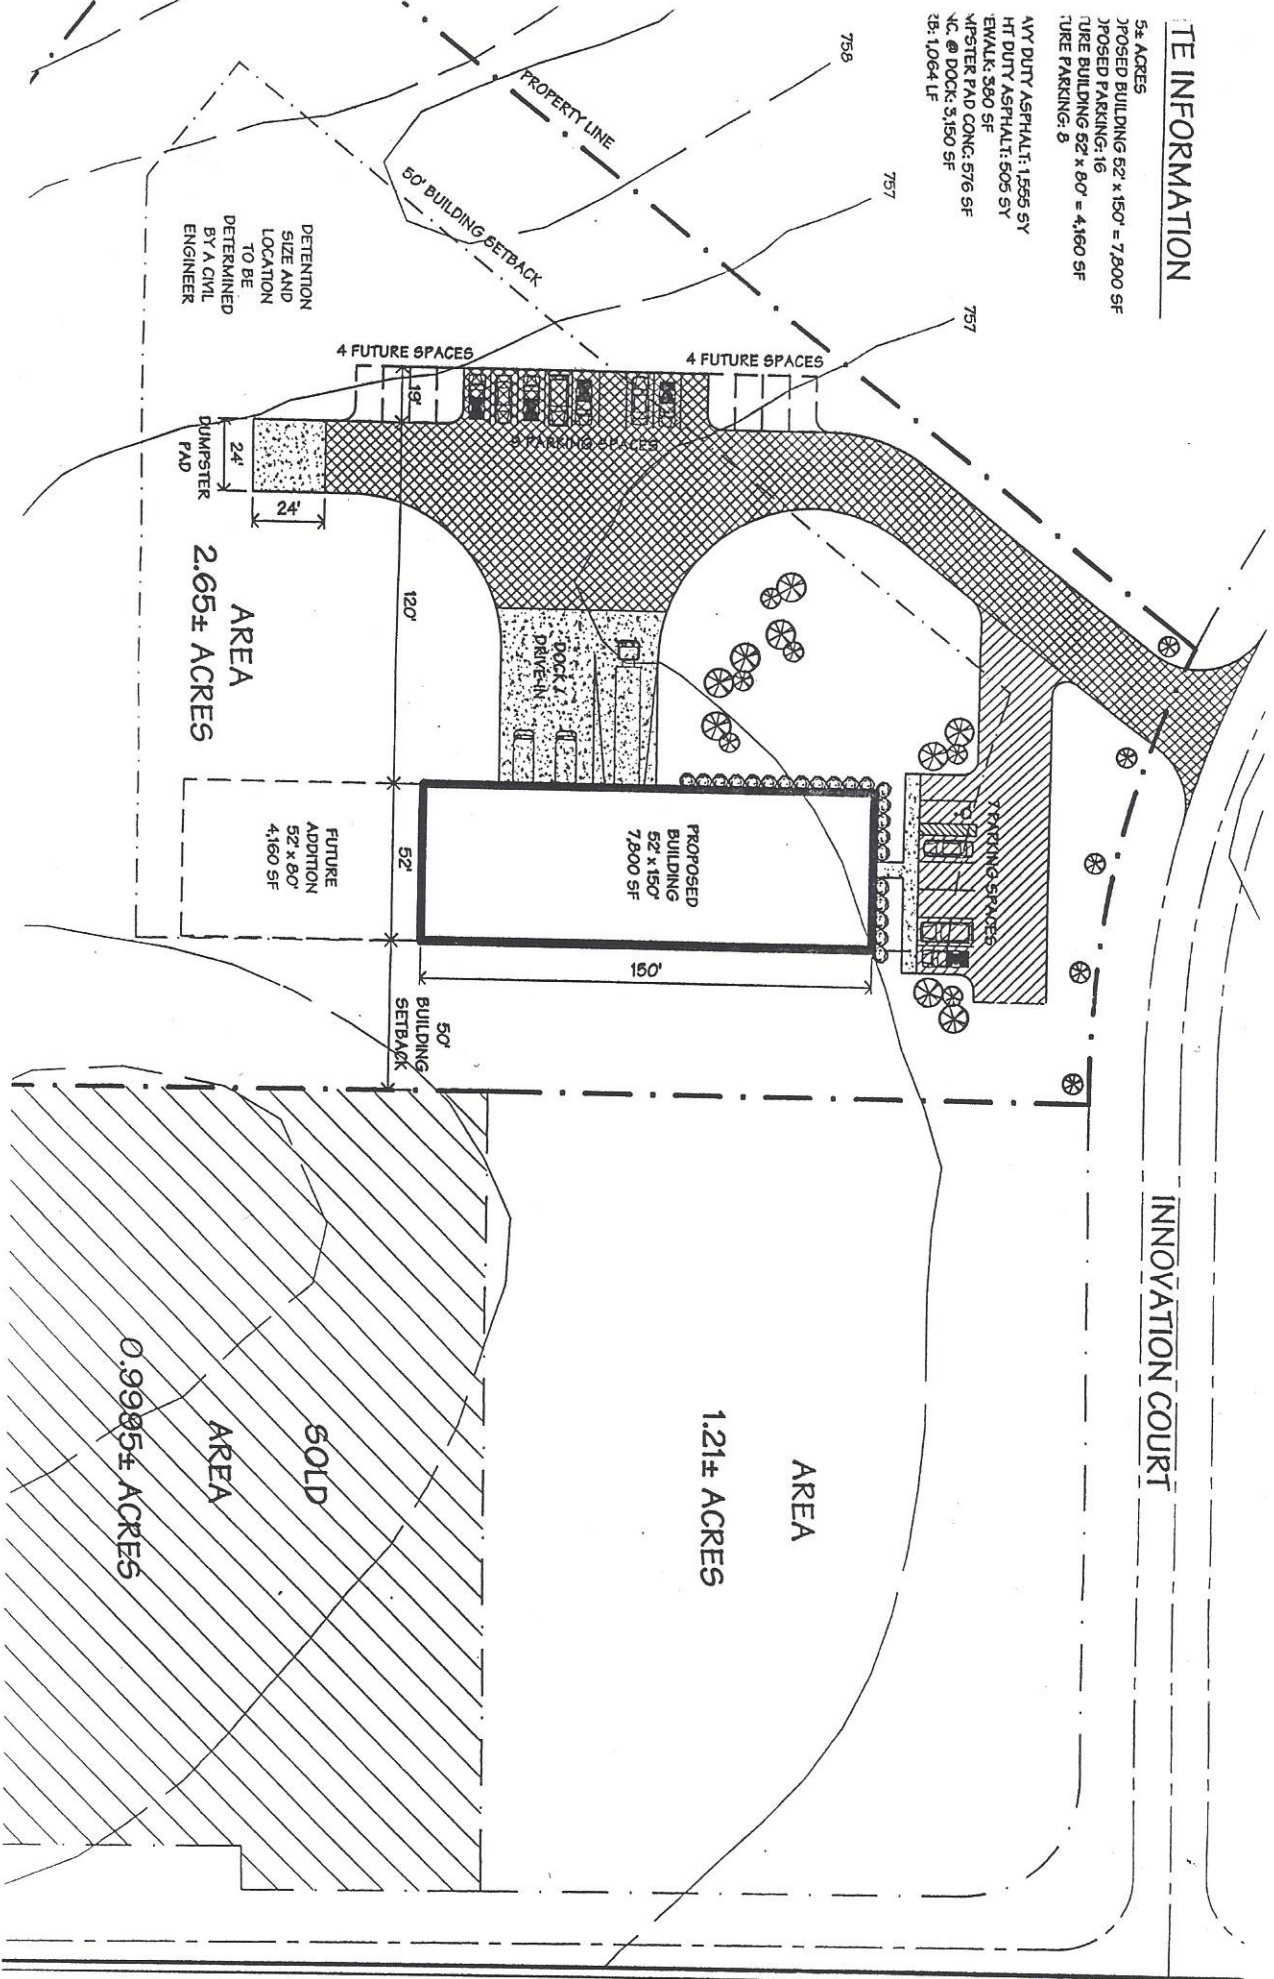 TE INFORMATION
5± ACRES
POSED BUILDING 52' x 150' = 7,800 SF
POSED PARKING: 16
TURE BUILDING 52' x 80' = 4,160 SF
TURE PARKING: 8
AVY DUTY ASPHALT: 1,555 SY
HT DUTY ASPHALT: 505 SY
EWALK: 380 SF
MPSTER PAD CONC: 576 SF
NC. @ DOCK: 3,150 SF
RB: 1,064 LF
758
757
757
PROPERTY LINE
50' BUILDING SETBACK
DETENTION
SIZE AND
LOCATION
TO BE
DETERMINED
BY A CIVIL
ENGINEER
4 FUTURE SPACES
4 FUTURE SPACES
19'
9 PARKING SPACES
24'
DUMPSTER
PAD
24'
120'
AREA
2.65± ACRES
DOCK /
DRIVE-IN
7 PARKING SPACES
PROPOSED
BUILDING
52' x 150'
7,800 SF
FUTURE
ADDITION
52' x 80'
4,160 SF
52'
150'
50'
BUILDING
SETBACK
INNOVATION COURT
AREA
1.21± ACRES
SOLD
AREA
0.9995± ACRES